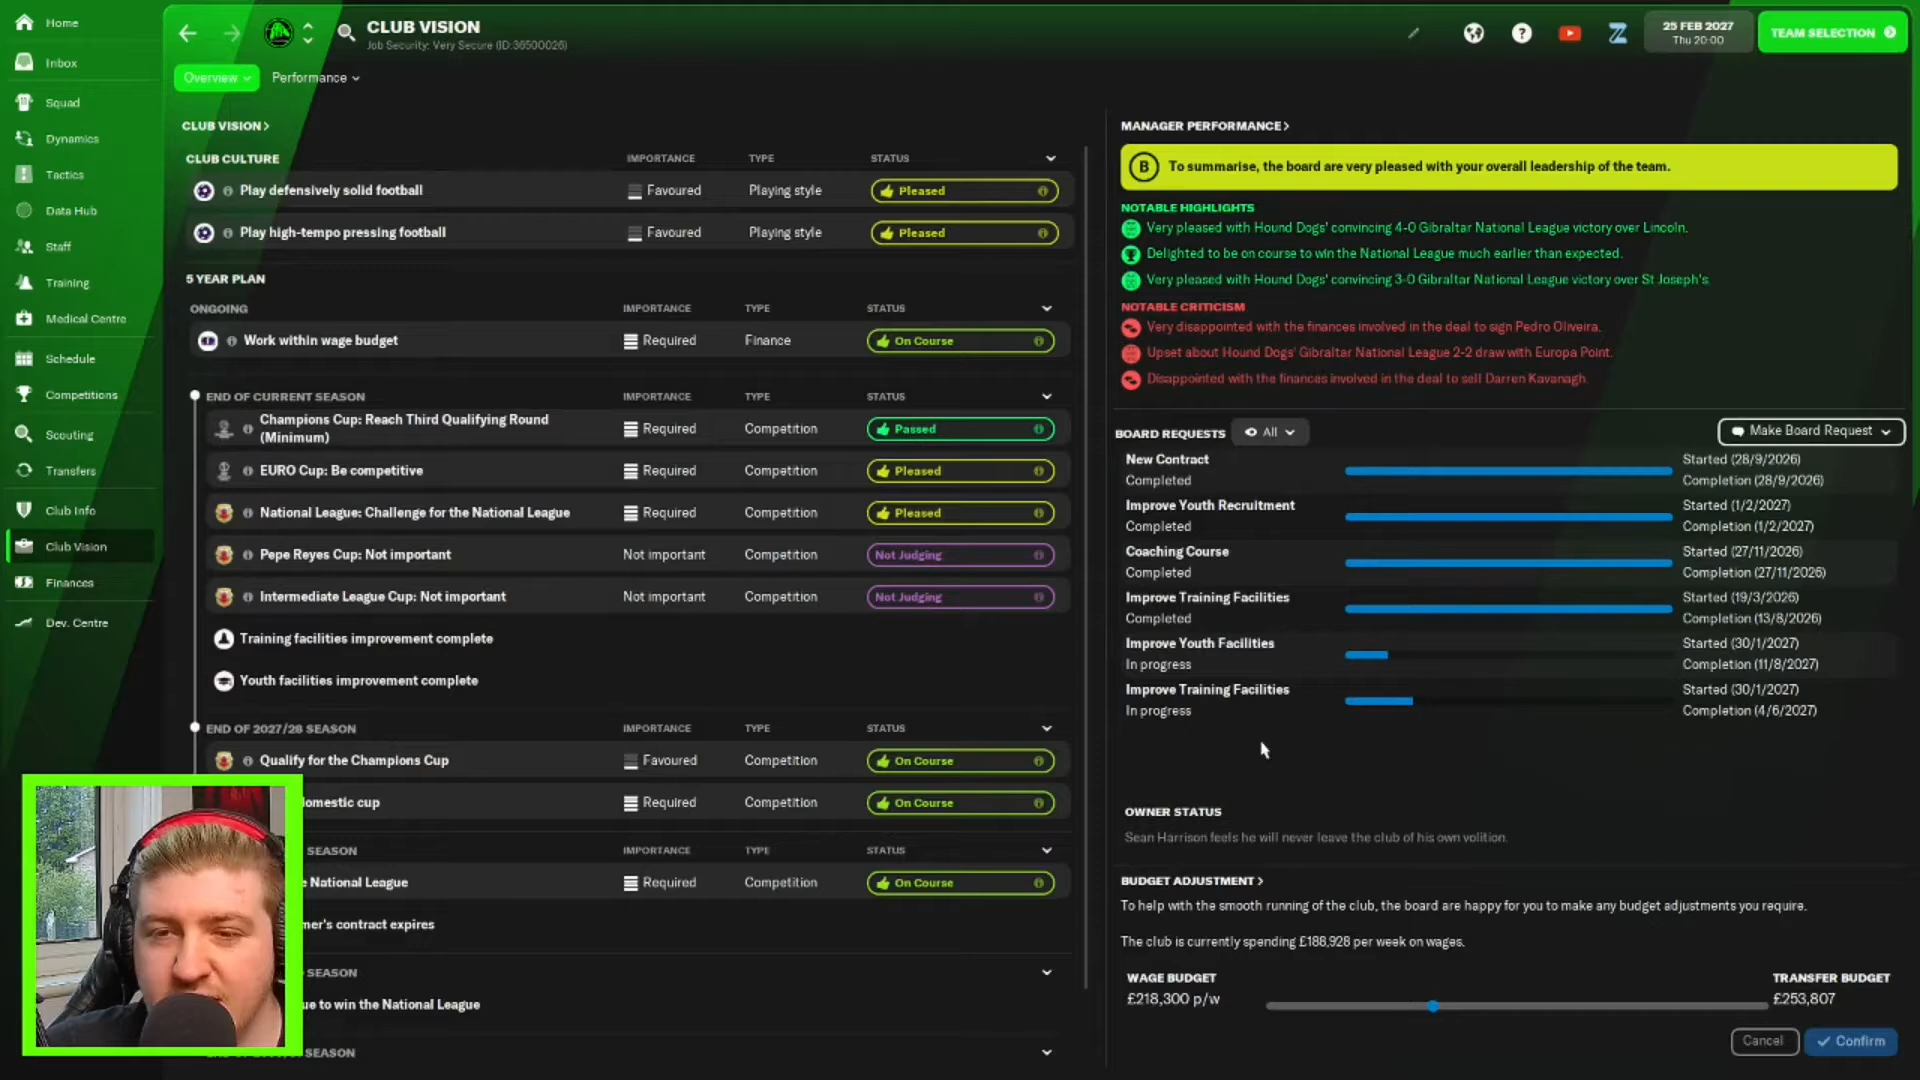 Home
Inbox
Squad
Dynamics
Tactics
Data Hub
Staff
Training
Medical Centre
Schedule
Competitions
Scouting
Transfers
Club Info
Club Vision
Finances
Dev. Centre
CLUB VISION
Job Security: Very Secure (ID:36500026)
25 FEB 2027
Thu 20:00
TEAM SELECTION
Overview
Performance
CLUB VISION >
CLUB CULTURE IMPORTANCE TYPE STATUS
Play defensively solid football Favoured Playing style Pleased
Play high-tempo pressing football Favoured Playing style Pleased
5 YEAR PLAN
ONGOING IMPORTANCE TYPE STATUS
Work within wage budget Required Finance On Course
END OF CURRENT SEASON IMPORTANCE TYPE STATUS
Champions Cup: Reach Third Qualifying Round
(Minimum) Required Competition Passed
EURO Cup: Be competitive Required Competition Pleased
National League: Challenge for the National League Required Competition Pleased
Pepe Reyes Cup: Not important Not important Competition Not Judging
Intermediate League Cup: Not important Not important Competition Not Judging
Training facilities improvement complete
Youth facilities improvement complete
END OF 2027/28 SEASON IMPORTANCE TYPE STATUS
Qualify for the Champions Cup Favoured Competition On Course
domestic cup Required Competition On Course
SEASON IMPORTANCE TYPE STATUS
National League Required Competition On Course
contract expires
SEASON
to win the National League
SEASON
MANAGER PERFORMANCE >
B To summarise, the board are very pleased with your overall leadership of the team.
NOTABLE HIGHLIGHTS
Very pleased with Hound Dogs' convincing 4-0 Gibraltar National League victory over Lincoln.
Delighted to be on course to win the National League much earlier than expected.
Very pleased with Hound Dogs' convincing 3-0 Gibraltar National League victory over St Joseph's.
NOTABLE CRITICISM
Very disappointed with the finances involved in the deal to sign Pedro Oliveira.
Upset about Hound Dogs' Gibraltar National League 2-2 draw with Europa Point.
Disappointed with the finances involved in the deal to sell Darren Kavanagh.
BOARD REQUESTS All Make Board Request
New Contract Started (28/9/2026)
Completed Completion (28/9/2026)
Improve Youth Recruitment Started (1/2/2027)
Completed Completion (1/2/2027)
Coaching Course Started (27/11/2026)
Completed Completion (27/11/2026)
Improve Training Facilities Started (19/3/2026)
Completed Completion (13/8/2026)
Improve Youth Facilities Started (30/1/2027)
In progress Completion (11/8/2027)
Improve Training Facilities Started (30/1/2027)
In progress Completion (4/6/2027)
OWNER STATUS
Sean Harrison feels he will never leave the club of his own volition.
BUDGET ADJUSTMENT >
To help with the smooth running of the club, the board are happy for you to make any budget adjustments you require.
The club is currently spending £188,928 per week on wages.
WAGE BUDGET TRANSFER BUDGET
£218,300 p/w £253,807
Cancel Confirm